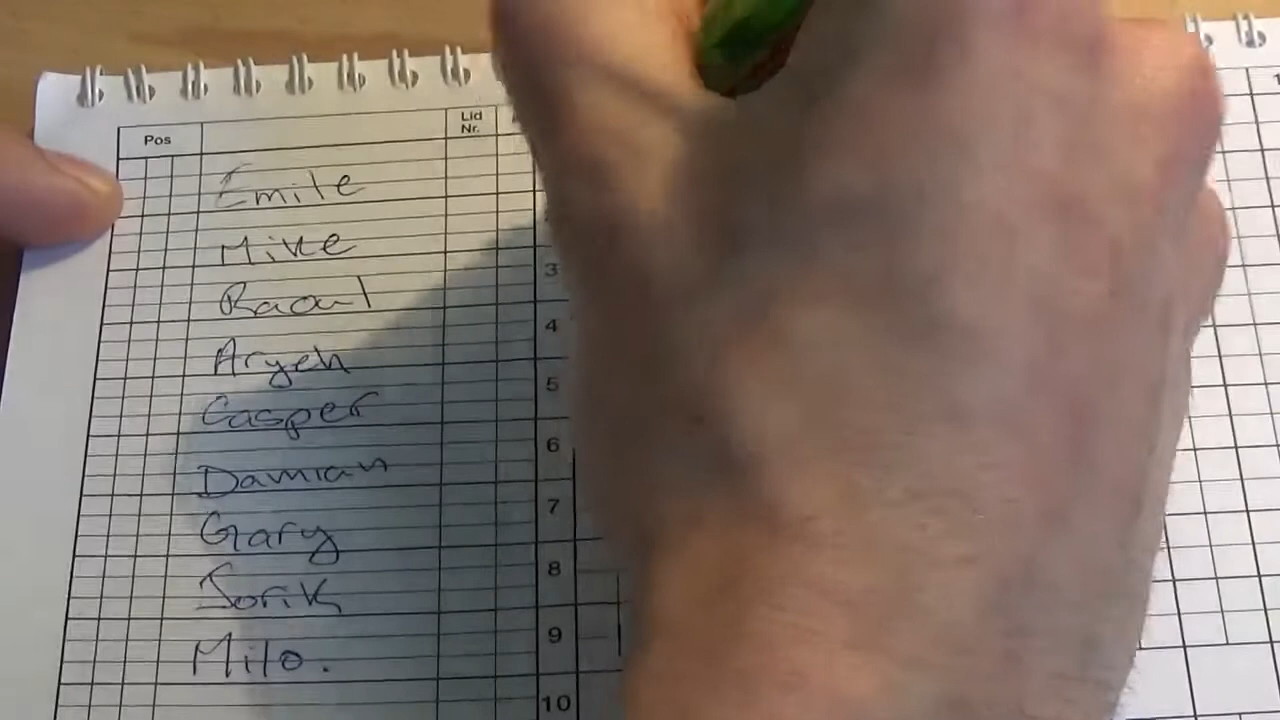 Pos
Lid
Nr.
Emile
Mike
Raoul
3
Aryeh
4
Casper
5
Damian
6
Gary
7
Jorik
8
Milo.
9
10